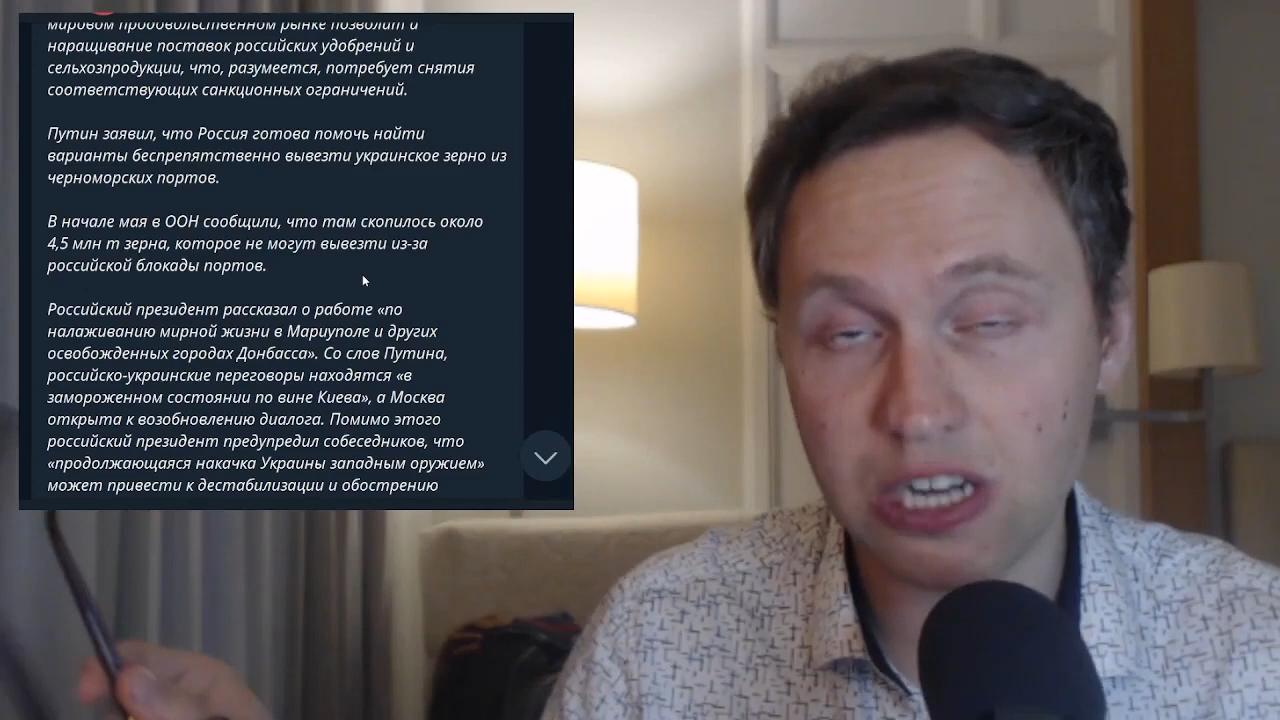 мировом продовольственном рынке позволит и
наращивание поставок российских удобрений и
сельхозпродукции, что, разумеется, потребует снятия
соответствующих санкционных ограничений.
Путин заявил, что Россия готова помочь найти
варианты беспрепятственно вывезти украинское зерно из
черноморских портов.
В начале мая в ООН сообщили, что там скопилось около
4,5 млн т зерна, которое не могут вывезти из-за
российской блокады портов.
Российский президент рассказал о работе «по
налаживанию мирной жизни в Мариуполе и других
освобожденных городах Донбасса». Со слов Путина,
российско-украинские переговоры находятся «в
замороженном состоянии по вине Киева», а Москва
открыта к возобновлению диалога. Помимо этого
российский президент предупредил собеседников, что
«продолжающаяся накачка Украины западным оружием»
может привести к дестабилизации и обострению